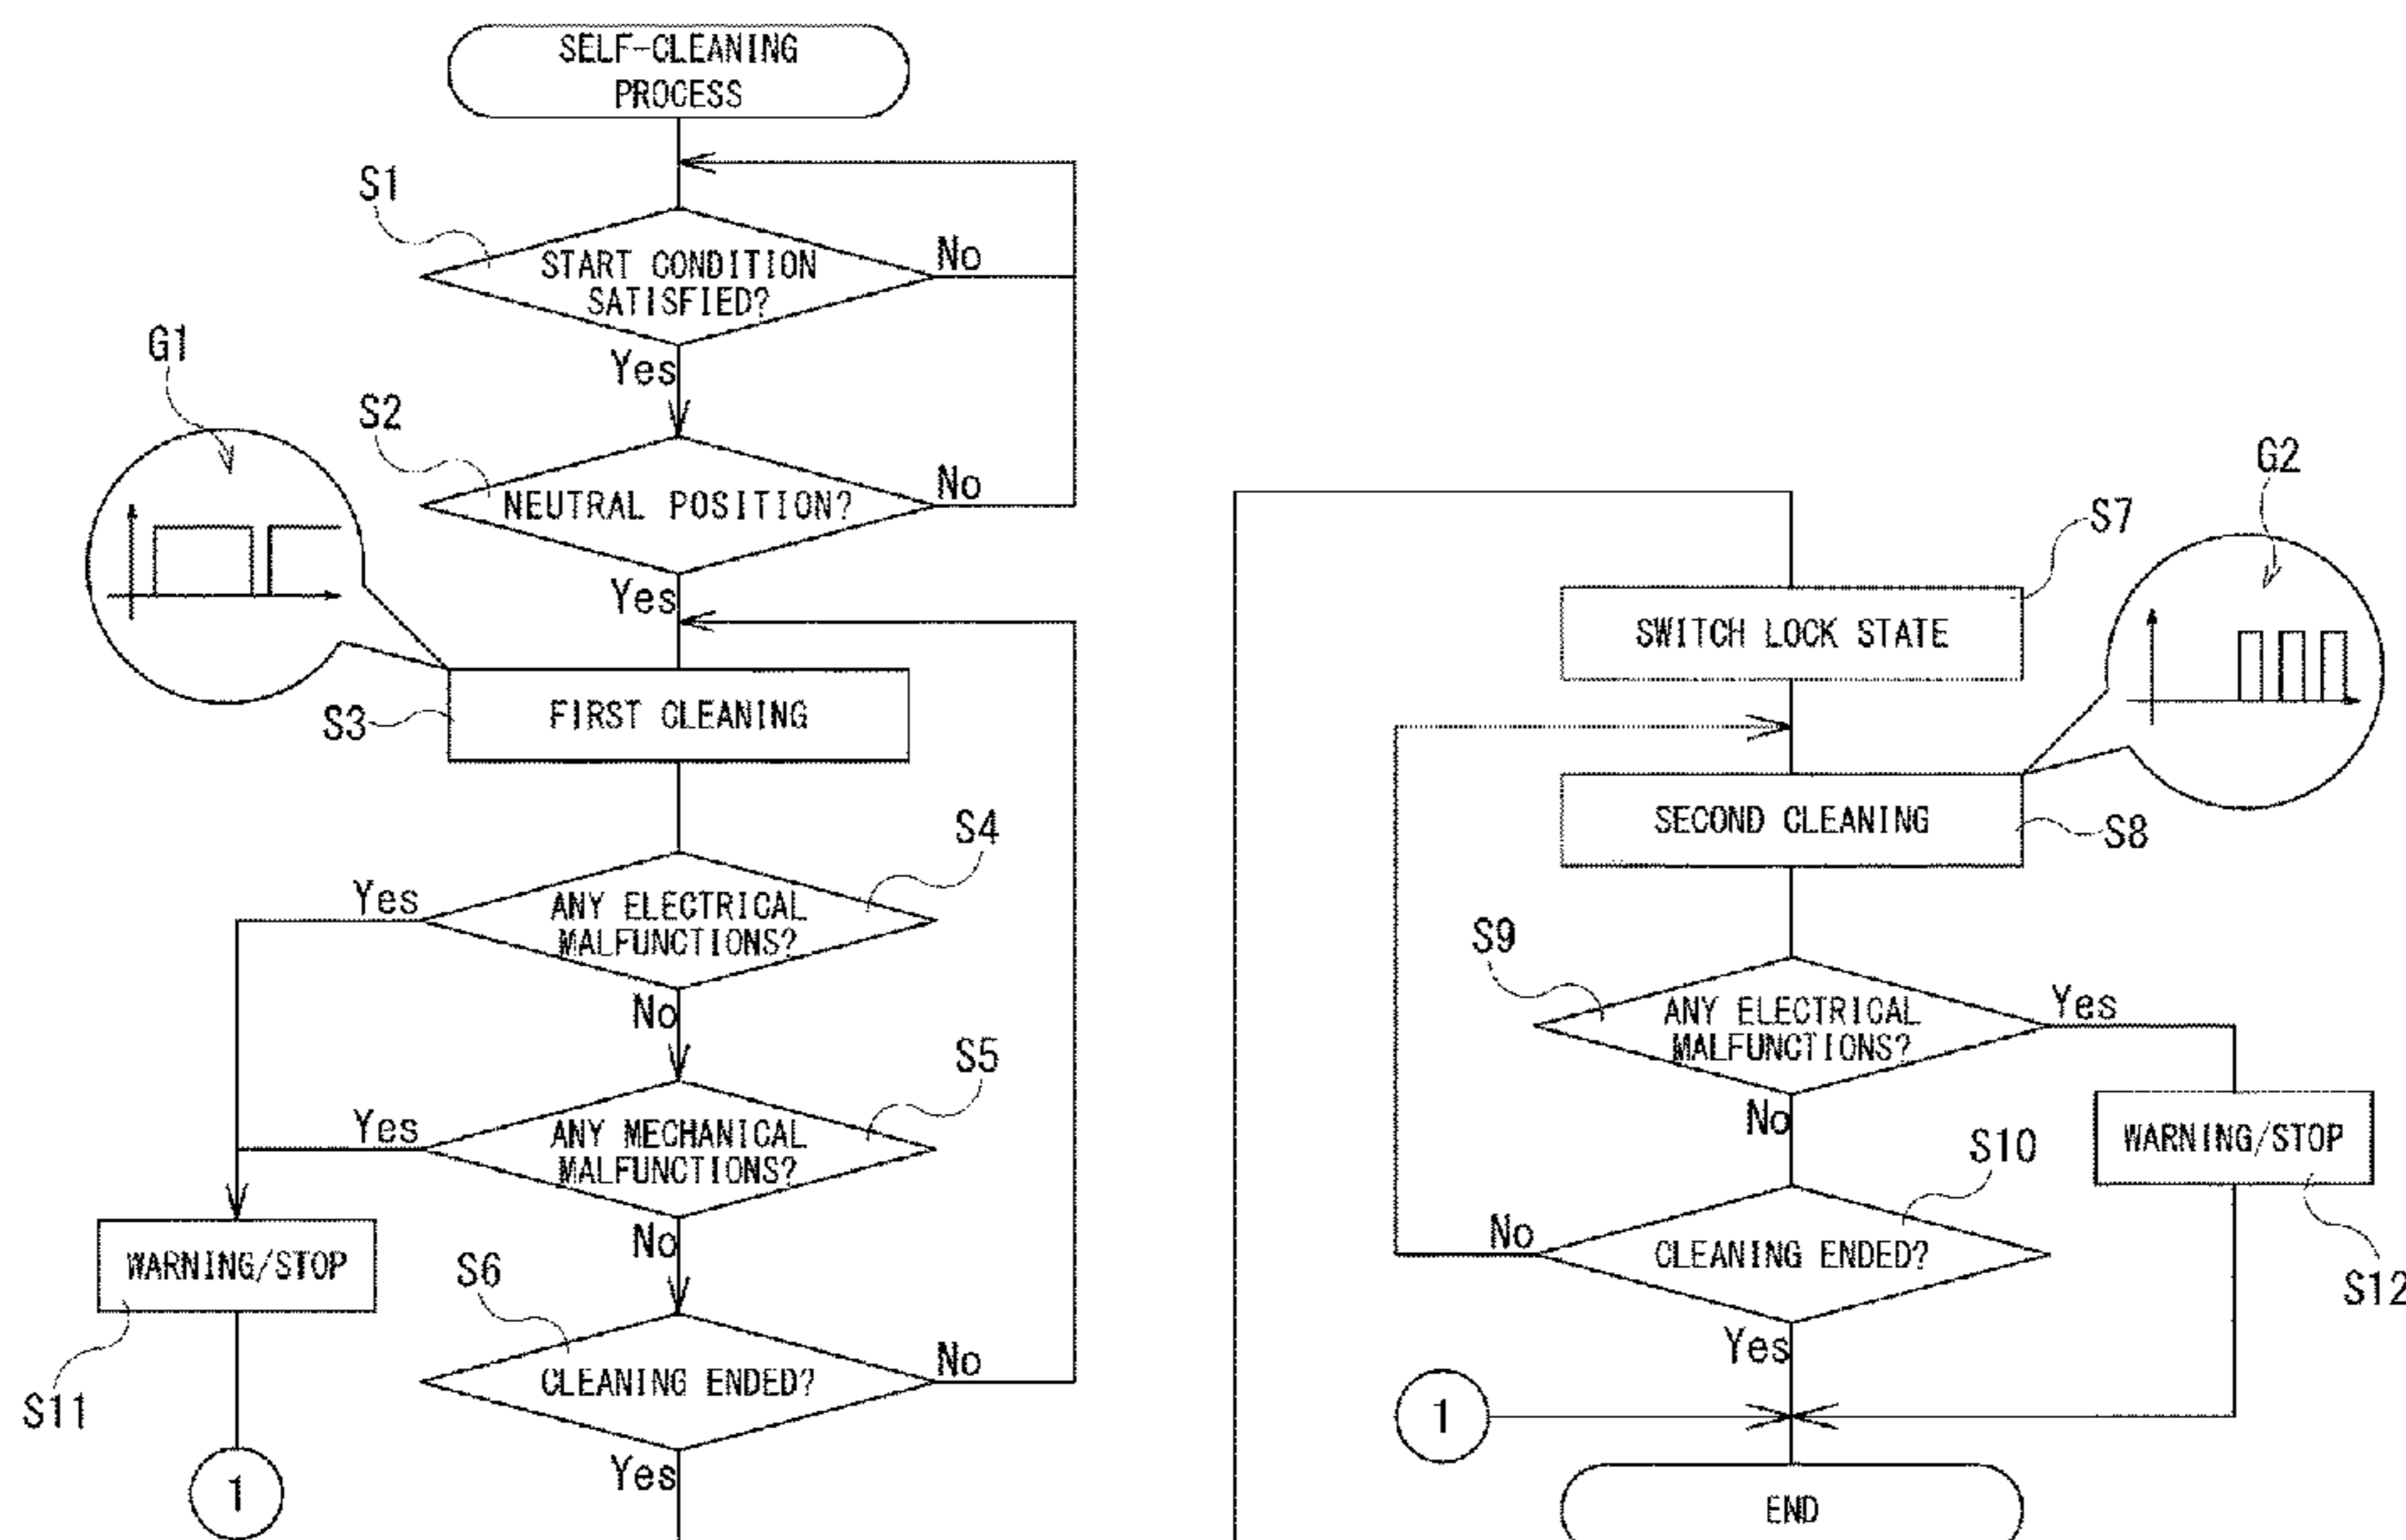 SELF-CLEANING
PROCESS
S1
START CONDITION
SATISFIED?
No
Yes
G1
S2
NEUTRAL POSITION?
No
Yes
S3
FIRST CLEANING
S4
Yes
ANY ELECTRICAL
MALFUNCTIONS?
No
S5
Yes
ANY MECHANICAL
MALFUNCTIONS?
No
WARNING/STOP
S11
1
S6
CLEANING ENDED?
No
Yes
S7
SWITCH LOCK STATE
G2
SECOND CLEANING
S8
S9
ANY ELECTRICAL
MALFUNCTIONS?
Yes
No
WARNING/STOP
S12
S10
No
CLEANING ENDED?
Yes
1
END